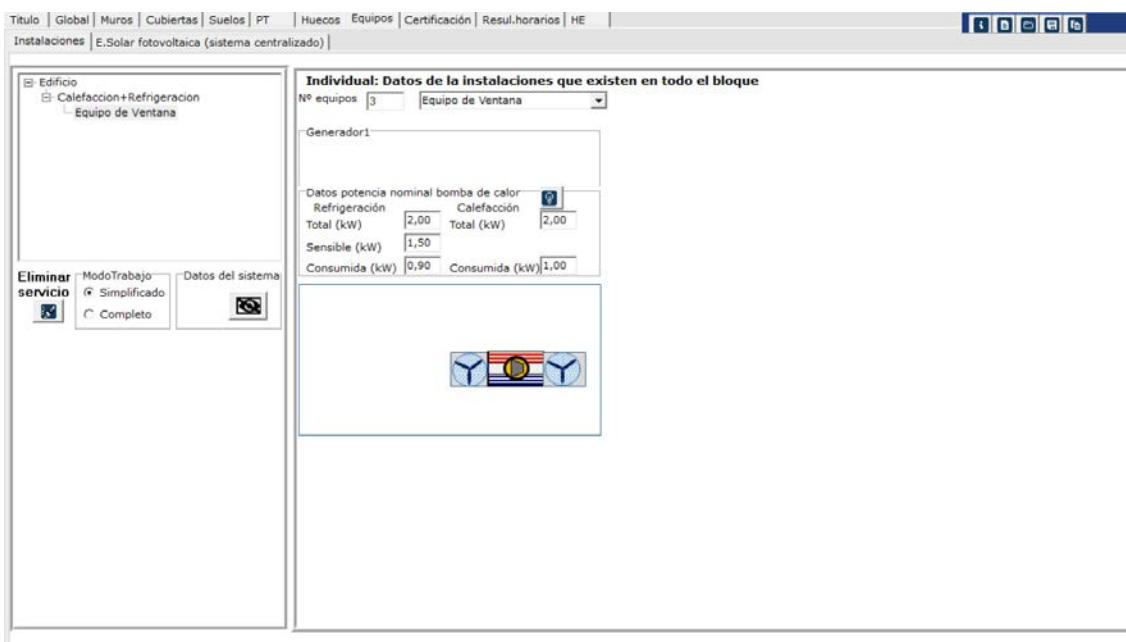 Titulo Global Muros Cubiertas Suelos PT Huecos Equipos Certificación Resul.horarios HE
Instalaciones E.Solar fotovoltaica (sistema centralizado)
Edificio
Calefaccion+Refrigeracion
Equipo de Ventana
Eliminar servicio
ModoTrabajo
Simplificado
Completo
Datos del sistema
Individual: Datos de la instalaciones que existen en todo el bloque
Nº equipos 3 Equipo de Ventana
Generador1
Datos potencia nominal bomba de calor
Refrigeración Calefacción
Total (kW) 2,00 Total (kW) 2,00
Sensible (kW) 1,50
Consumida (kW) 0,90 Consumida (kW) 1,00